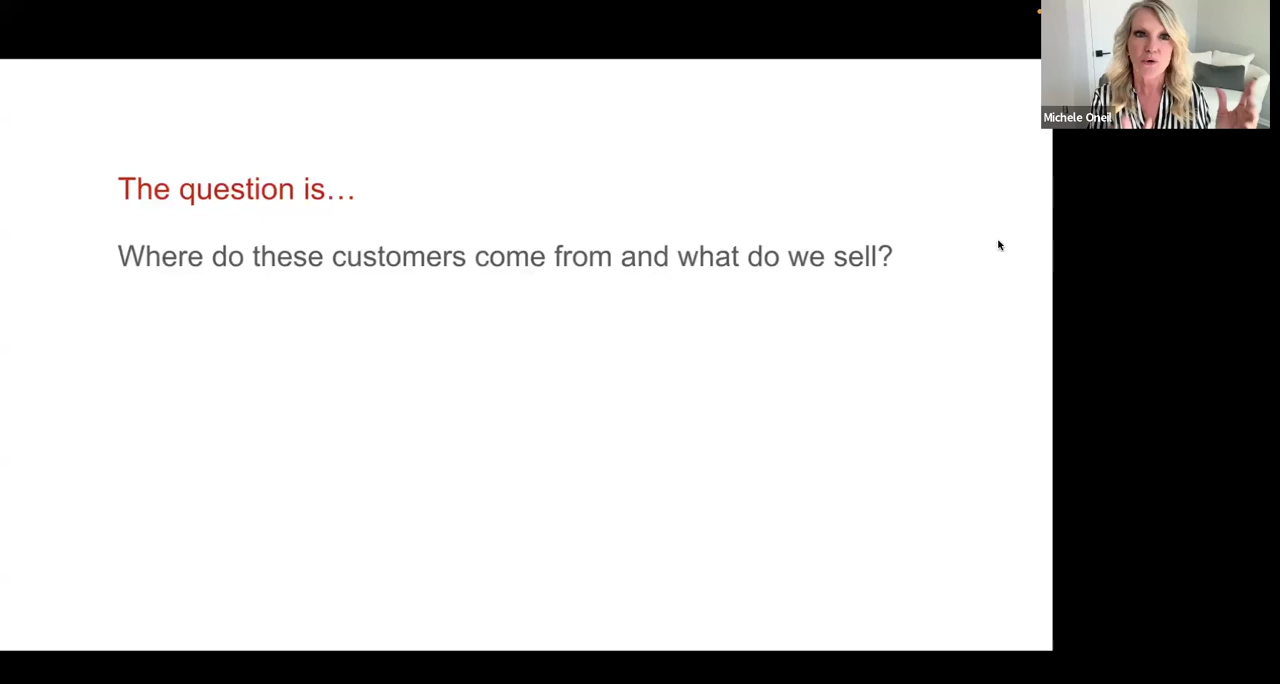 Michele Oneil
The question is…
Where do these customers come from and what do we sell?